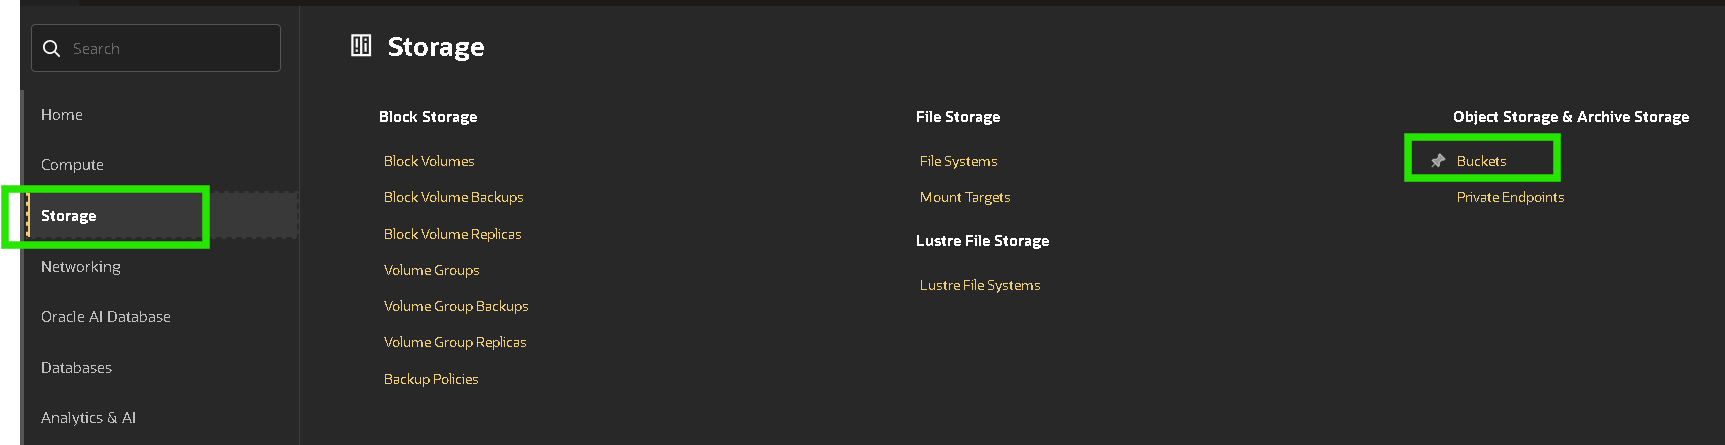 Search
Home
Compute
Storage
Networking
Oracle AI Database
Databases
Analytics & AI
Storage
Block Storage
Block Volumes
Block Volume Backups
Block Volume Replicas
Volume Groups
Volume Group Backups
Volume Group Replicas
Backup Policies
File Storage
File Systems
Mount Targets
Lustre File Storage
Lustre File Systems
Object Storage & Archive Storage
Buckets
Private Endpoints